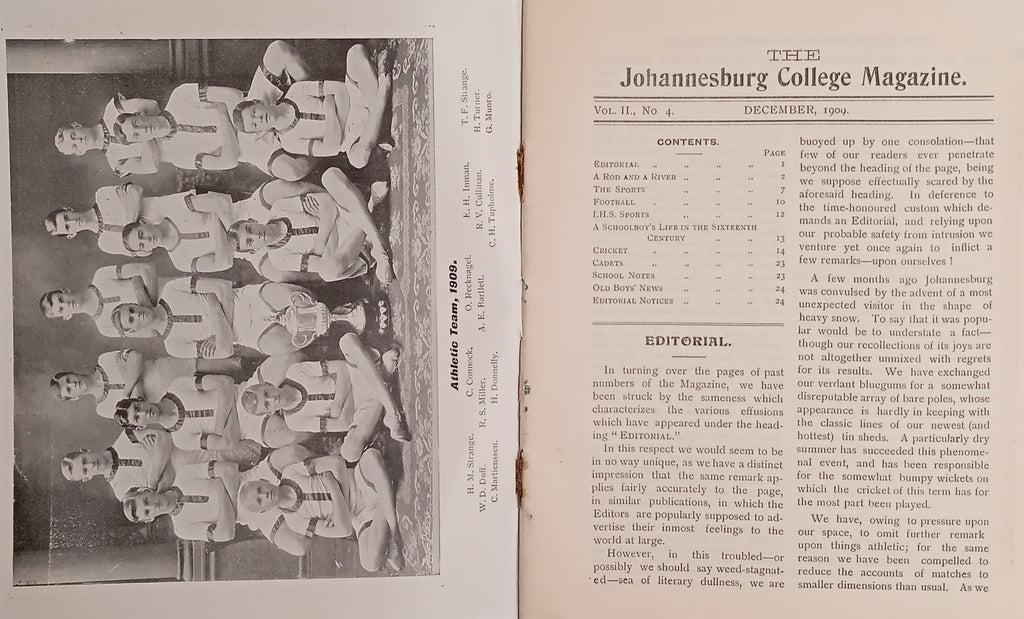 Athletic Team, 1909.
H. M. Strange. C. Comnock. O. Recknagel. E. H. Inman. T. F. Strange.
W. D. Duff. R. S. Miller. A. E. Bartlett. R. V. Cullinan. H. Turner.
C. Martienssen. H. Donnelly. C. H. Tupholme. G. Munro.
THE
Johannesburg College Magazine.
VOL. II., NO 4. DECEMBER, 1909.
CONTENTS.
PAGE
EDITORIAL ,, ,, ,, ,, 1
A ROD AND A RIVER ,, ,, ,, 2
THE SPORTS ,, ,, ,, 7
FOOTBALL ,, ,, ,, ,, 10
I.H.S. SPORTS ,, ,, ,, 12
A SCHOOLBOY'S LIFE IN THE SIXTEENTH
CENTURY ,, ,, 13
CRICKET ,, ,, ,, ,, 14
CADETS ,, ,, ,, ,, 23
SCHOOL NOTES ,, ,, ,, 23
OLD BOYS' NEWS ,, ,, ,, 24
EDITORIAL NOTICES ,, ,, ,, 24
EDITORIAL.
In turning over the pages of past
numbers of the Magazine, we have
been struck by the sameness which
characterizes the various effusions
which have appeared under the head-
ing " EDITORIAL."
In this respect we would seem to be
in no way unique, as we have a distinct
impression that the same remark ap-
plies fairly accurately to the page,
in similar publications, in which the
Editors are popularly supposed to ad-
vertise their inmost feelings to the
world at large.
However, in this troubled—or
possibly we should say weed-stagnat-
ed—sea of literary dullness, we are
buoyed up by one consolation—that
few of our readers ever penetrate
beyond the heading of the page, being
we suppose effectually scared by the
aforesaid heading. In deference to
the time-honoured custom which de-
mands an Editorial, and relying upon
our probable safety from intrusion we
venture yet once again to inflict a
few remarks—upon ourselves !
A few months ago Johannesburg
was convulsed by the advent of a most
unexpected visitor in the shape of
heavy snow. To say that it was popu-
lar would be to understate a fact—
though our recollections of its joys are
not altogether unmixed with regrets
for its results. We have exchanged
our verdant bluegums for a somewhat
disreputable array of bare poles, whose
appearance is hardly in keeping with
the classic lines of our newest (and
hottest) tin sheds. A particularly dry
summer has succeeded this phenome-
nal event, and has been responsible
for the somewhat bumpy wickets on
which the cricket of this term has for
the most part been played.
We have, owing to pressure upon
our space, to omit further remark
upon things athletic; for the same
reason we have been compelled to
reduce the accounts of matches to
smaller dimensions than usual. As we